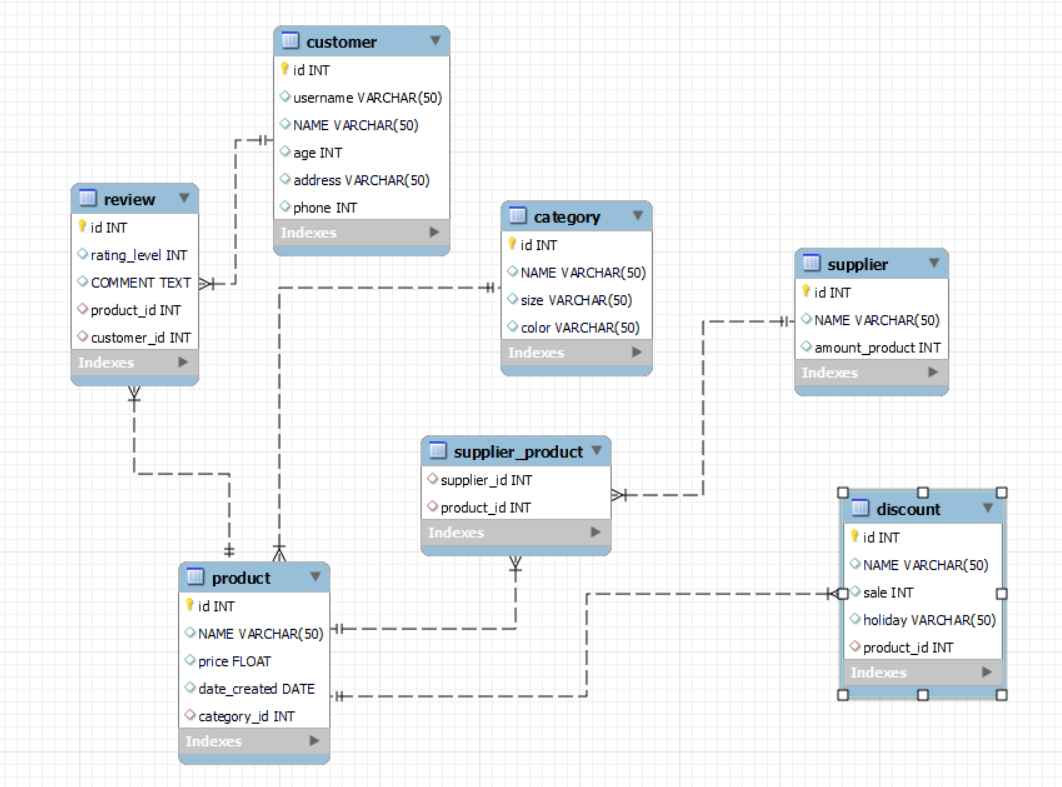 customer
id INT
username VARCHAR(50)
NAME VARCHAR(50)
age INT
address VARCHAR(50)
phone INT
Indexes
review
id INT
rating_level INT
COMMENT TEXT
product_id INT
customer_id INT
Indexes
category
id INT
NAME VARCHAR(50)
size VARCHAR(50)
color VARCHAR(50)
Indexes
supplier
id INT
NAME VARCHAR(50)
amount_product INT
Indexes
supplier_product
supplier_id INT
product_id INT
Indexes
discount
id INT
NAME VARCHAR(50)
sale INT
holiday VARCHAR(50)
product_id INT
Indexes
product
id INT
NAME VARCHAR(50)
price FLOAT
date_created DATE
category_id INT
Indexes